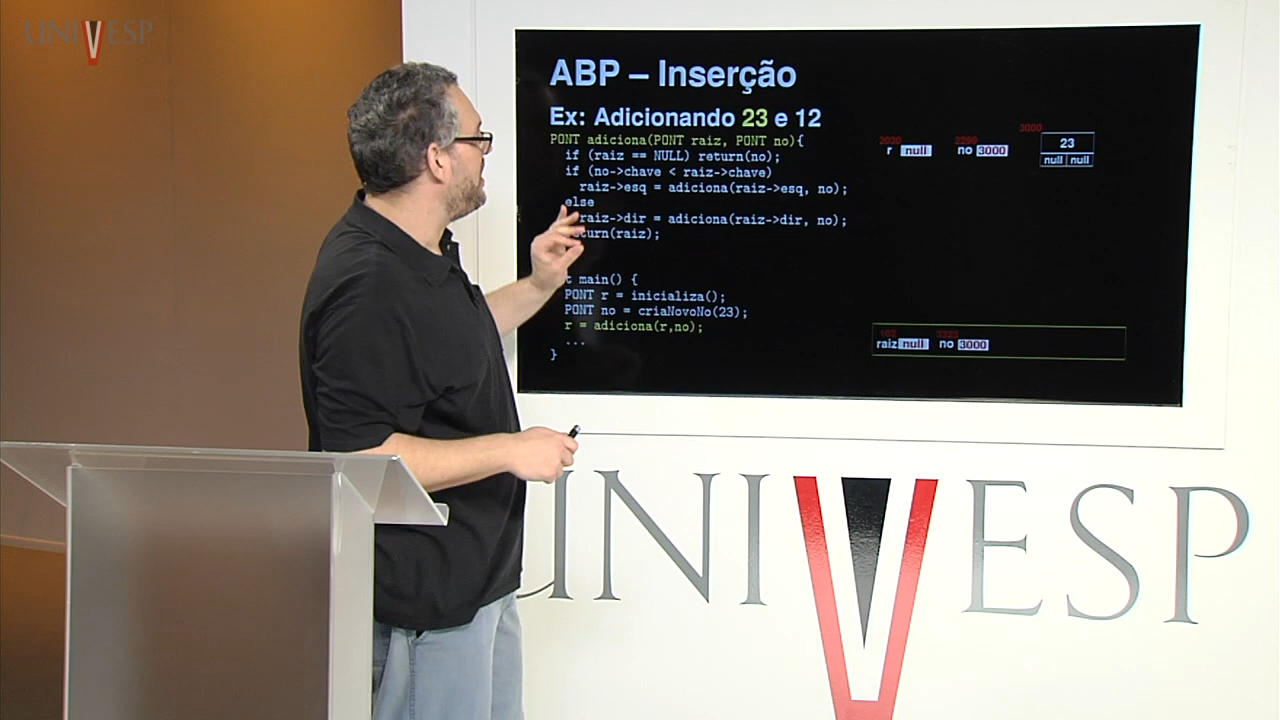 UNIVESP
ABP – Inserção
Ex: Adicionando 23 e 12
PONT adiciona(PONT raiz, PONT no){
if (raiz == NULL) return(no);
if (no->chave < raiz->chave)
raiz->esq = adiciona(raiz->esq, no);
else
raiz->dir = adiciona(raiz->dir, no);
turn(raiz);
t main() {
PONT r = inicializa();
PONT no = criaNovoNo(23);
r = adiciona(r,no);
...
}
3000
r null no 3000 23
null null
raiz null no 3000
UNIVESP